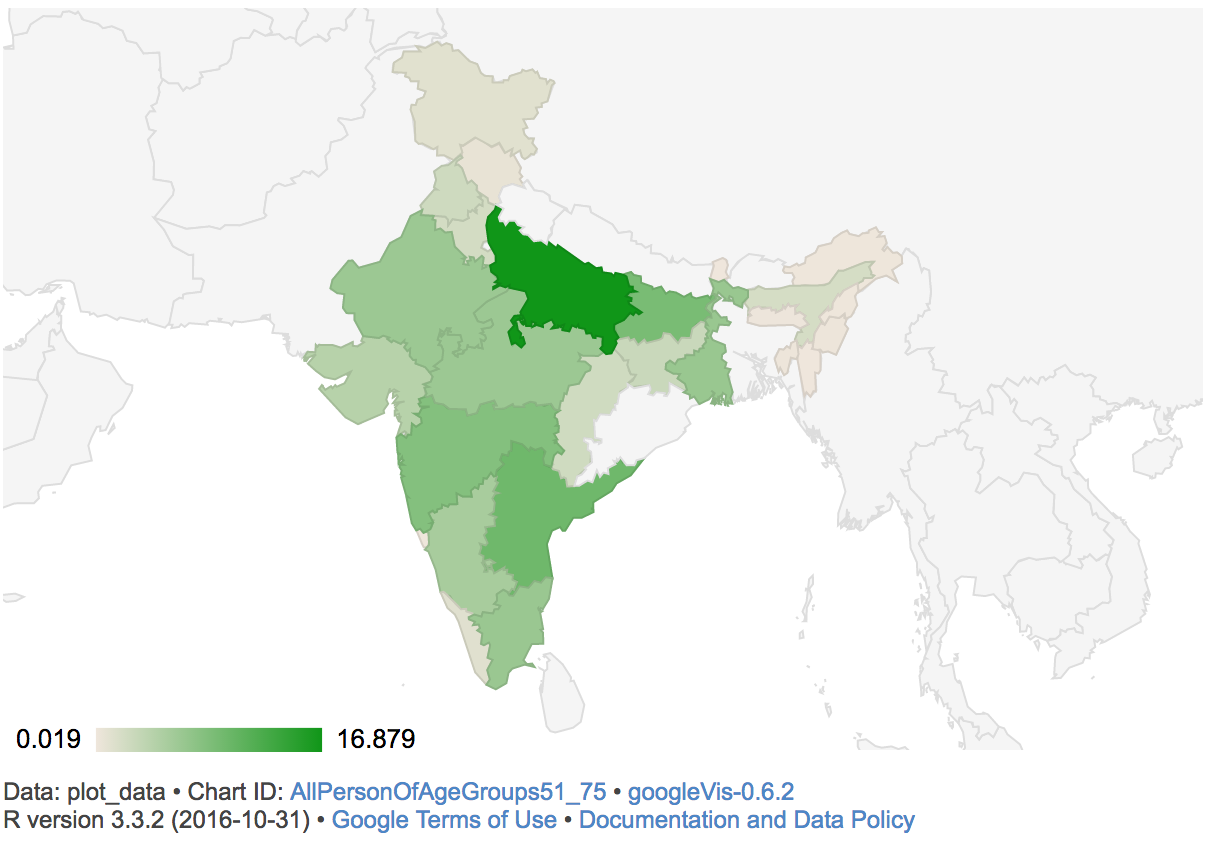 0.019 16.879
Data: plot_data • Chart ID: AllPersonOfAgeGroups51_75 • googleVis-0.6.2
R version 3.3.2 (2016-10-31) • Google Terms of Use • Documentation and Data Policy